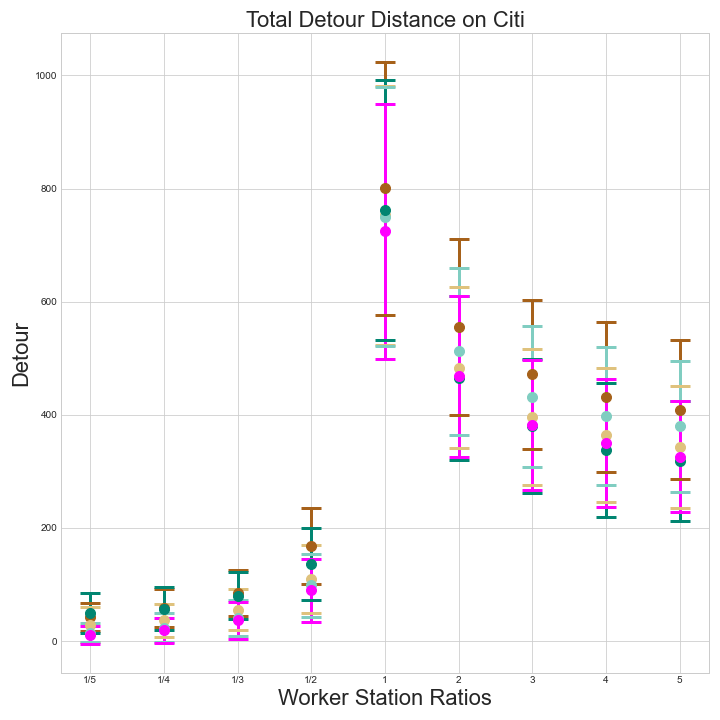 Total Detour Distance on Citi
1000
800
600
400
200
0
Detour
1/5 1/4 1/3 1/2 1 2 3 4 5
Worker Station Ratios